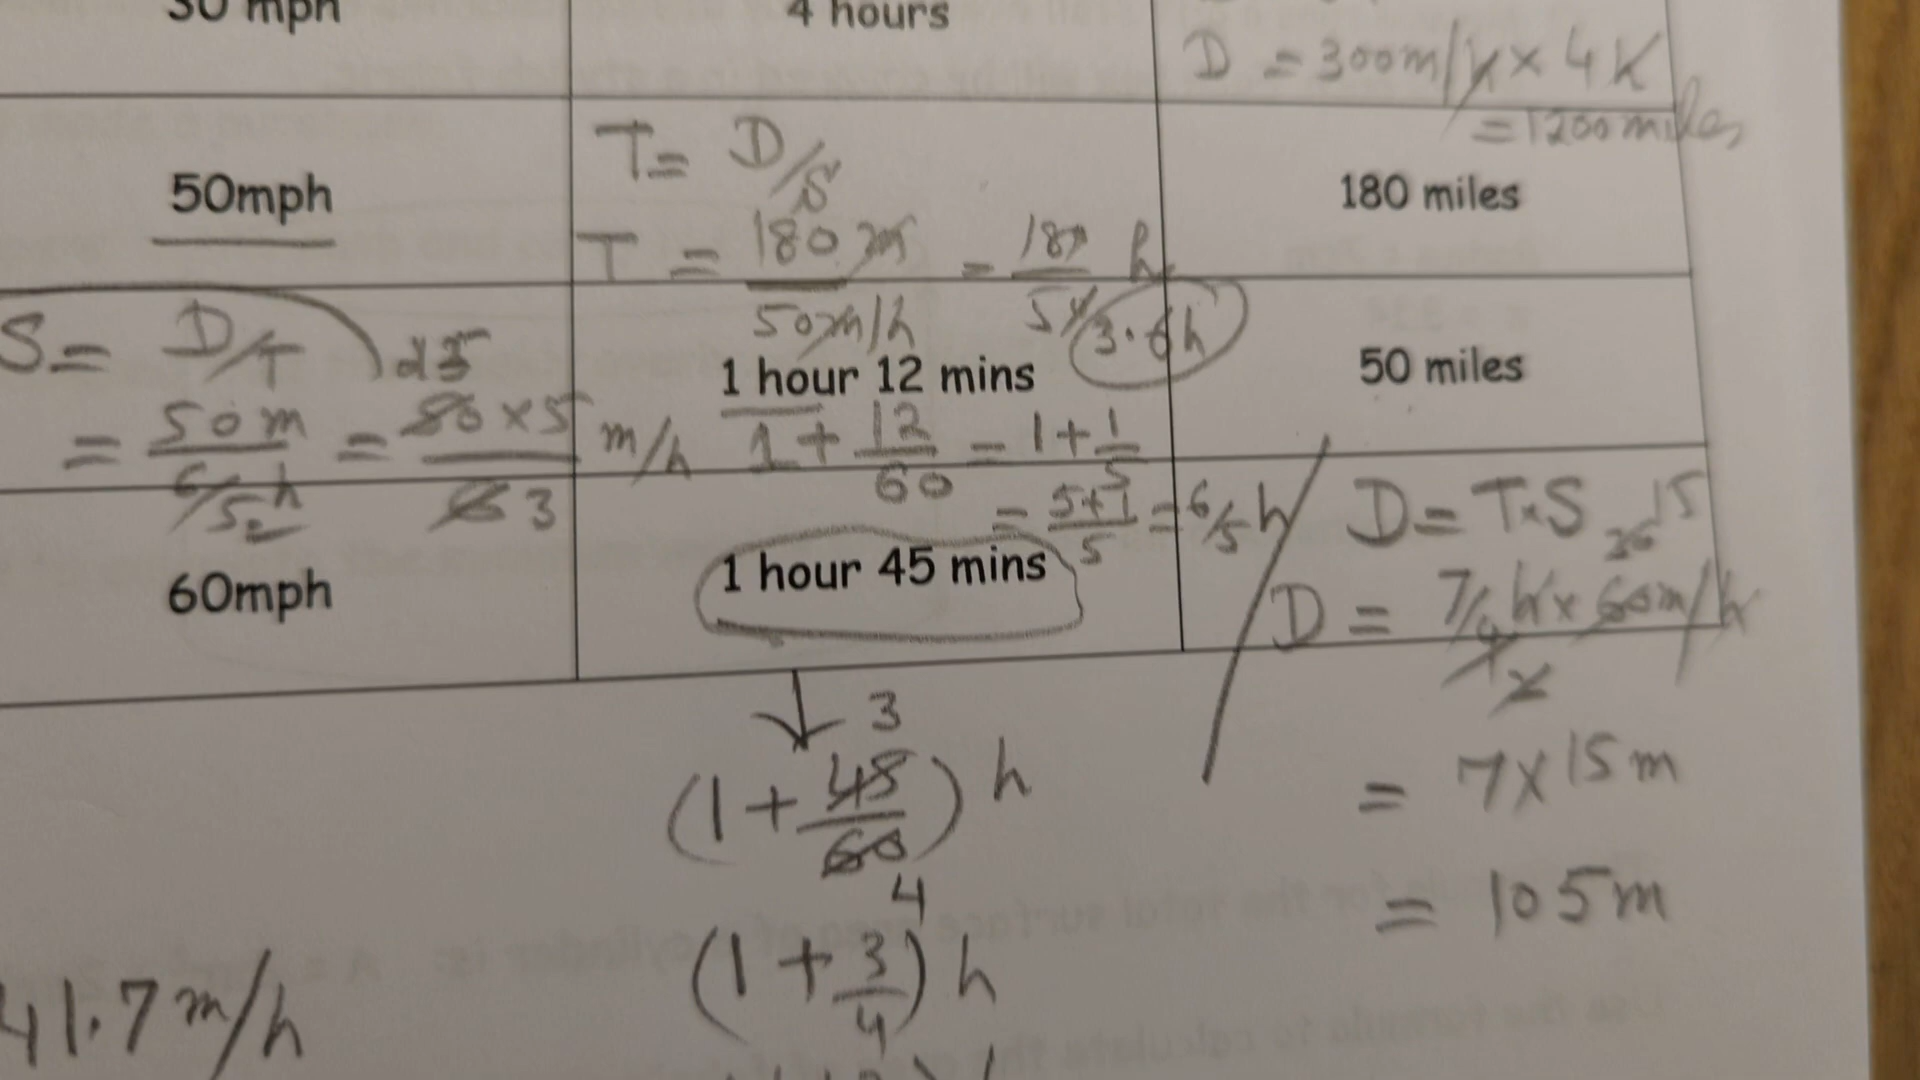 30 mph
4 hours
D = 300m/h × 4h
= 1200 miles
50mph
T = D/S
T = 180m / 50m/h = 180 / 50 h
3.6h
180 miles
S = D/T
= 50m / 6/5 h = 50 × 5 / 6 3 m/h
25
1 hour 12 mins
1 + 12/60 = 1 + 1/5
= 5+1/5 = 6/5 h
50 miles
60mph
1 hour 45 mins
D = T×S
D = 7/4 h × 60m/h
15
= 7 × 15m
= 105m
3
(1 + 45/60) h
4
(1 + 3/4) h
41.7 m/h